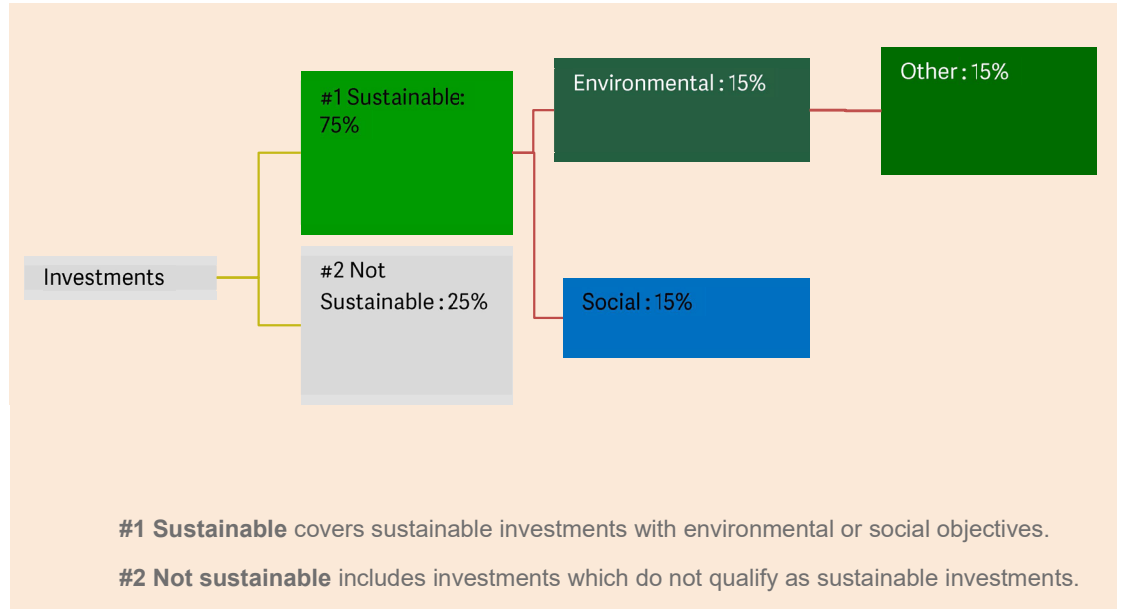 #1 Sustainable:
75%
Environmental : 15%
Other : 15%
Investments
#2 Not
Sustainable : 25%
Social : 15%
#1 Sustainable covers sustainable investments with environmental or social objectives.
#2 Not sustainable includes investments which do not qualify as sustainable investments.